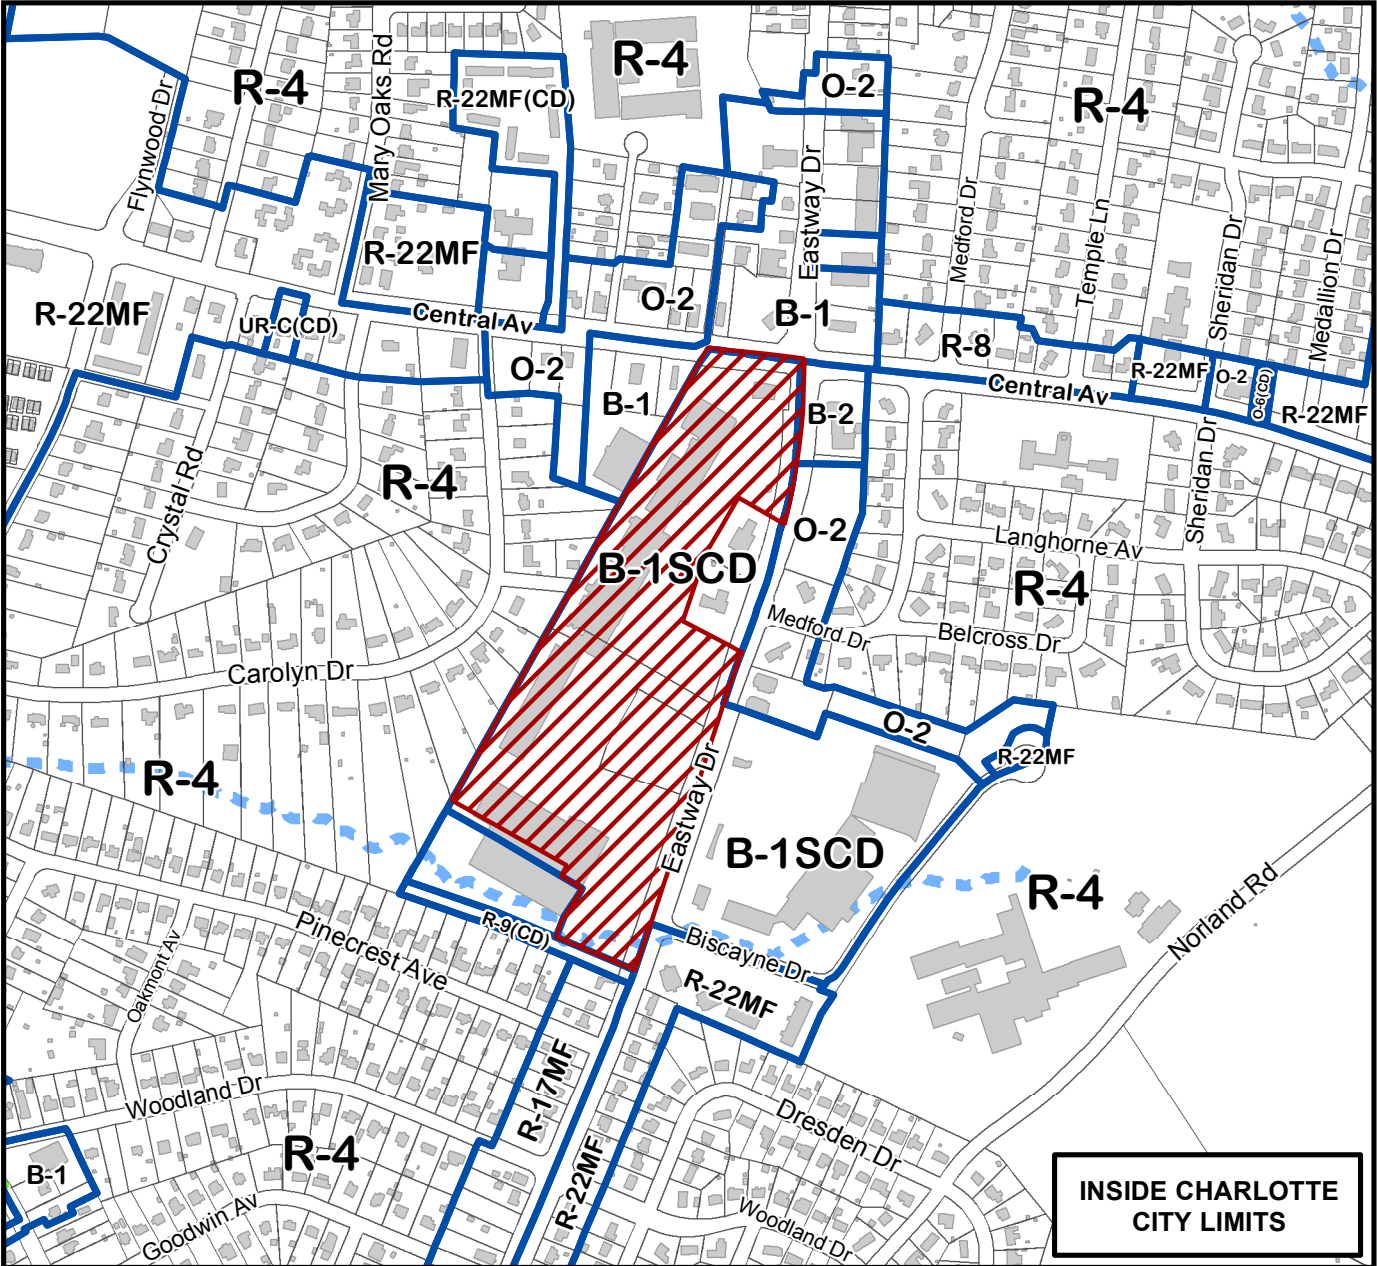 R-4
R-4
R-22MF(CD)
O-2
R-4
Flynwood Dr
Mary Oaks Rd
Eastway Dr
Medford Dr
Temple Ln
Sheridan Dr
Medallion Dr
R-22MF
R-22MF
UR-C(CD)
Central Av
O-2
B-1
R-8
O-2
B-1
B-2
Central Av
R-22MF
O-2
O-6(CD)
R-22MF
Crystal Rd
R-4
Sheridan Dr
O-2
Langhorne Av
B-1SCD
R-4
Medford Dr
Belcross Dr
Carolyn Dr
O-2
R-22MF
R-4
Eastway Dr
B-1SCD
R-4
Norland Rd
R-9(CD)
Pinecrest Ave
Biscayne Dr
Oakmont Av
R-22MF
R-17MF
Woodland Dr
Dresden Dr
R-4
B-1
R-22MF
Goodwin Av
Woodland Dr
INSIDE CHARLOTTE
CITY LIMITS